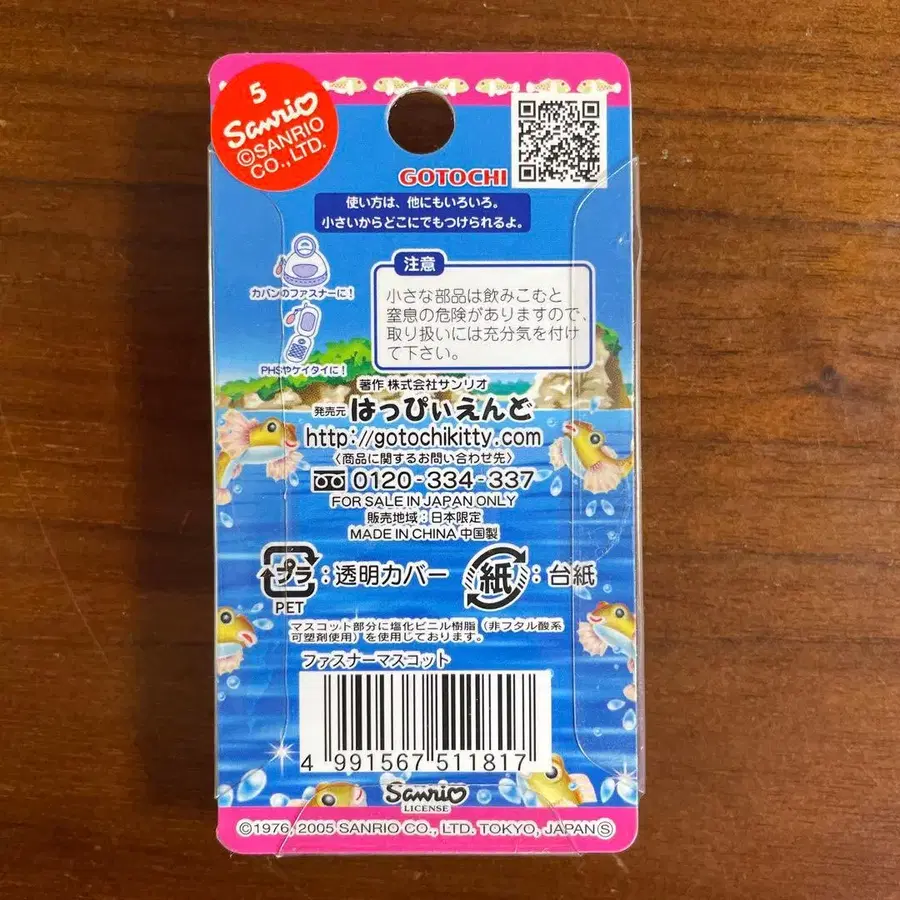 5
Sanrio
©SANRIO
CO.,LTD.
GOTOCHI
使い方は、他にもいろいろ。
小さいからどこにでもつけられるよ。
カバンのファスナーに!
PHSやケイタイに!
注意
小さな部品は飲みこむと
窒息の危険がありますので、
取り扱いには充分気を付け
て下さい。
著作 株式会社サンリオ
発売元 はっぴぃえんど
http://gotochikitty.com
〈商品に関するお問い合わせ先〉
0120-334-337
FOR SALE IN JAPAN ONLY
販売地域:日本限定
MADE IN CHINA 中国製
プラ:透明カバー
PET
紙:台紙
マスコット部分に塩化ビニル樹脂(非フタル酸系
可塑剤使用)を使用しております。
ファスナーマスコット
4 991567 511817
Sanrio
LICENSE
©1976, 2005 SANRIO CO., LTD. TOKYO, JAPAN Ⓢ